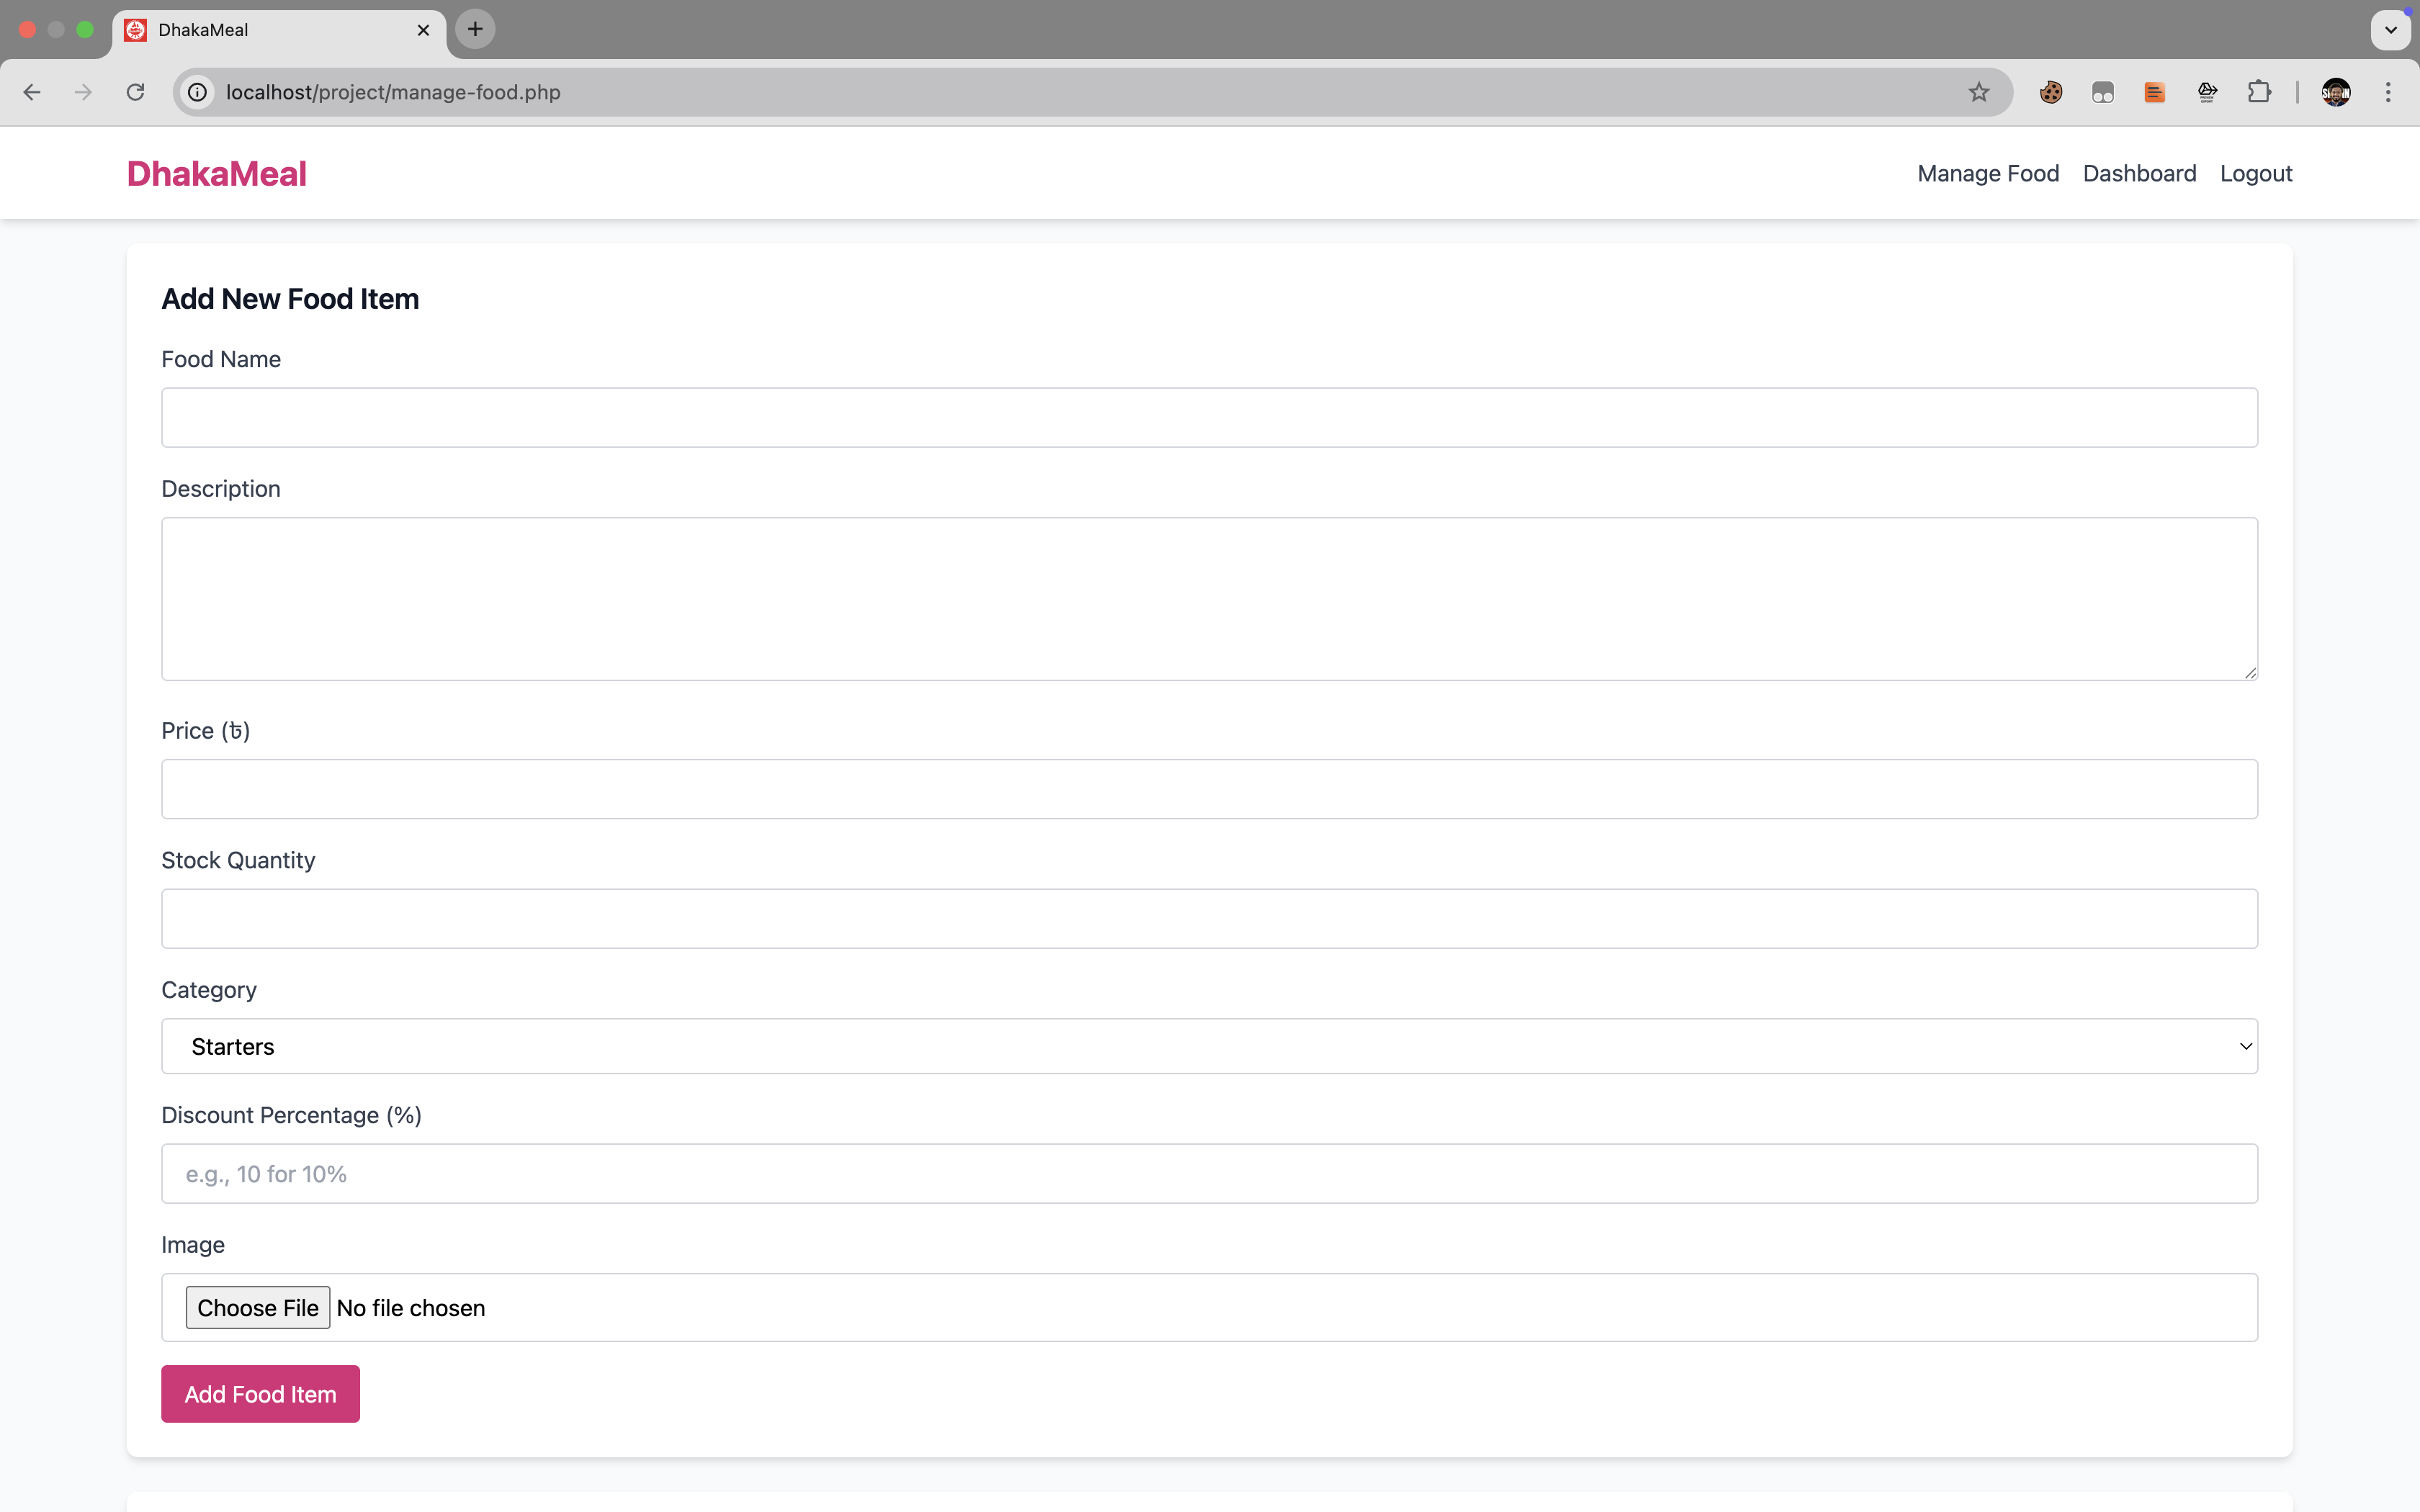 DhakaMeal
localhost/project/manage-food.php
DhakaMeal
Manage Food Dashboard Logout
Add New Food Item
Food Name
Description
Price (৳)
Stock Quantity
Category
Starters
Discount Percentage (%)
e.g., 10 for 10%
Image
Choose File No file chosen
Add Food Item